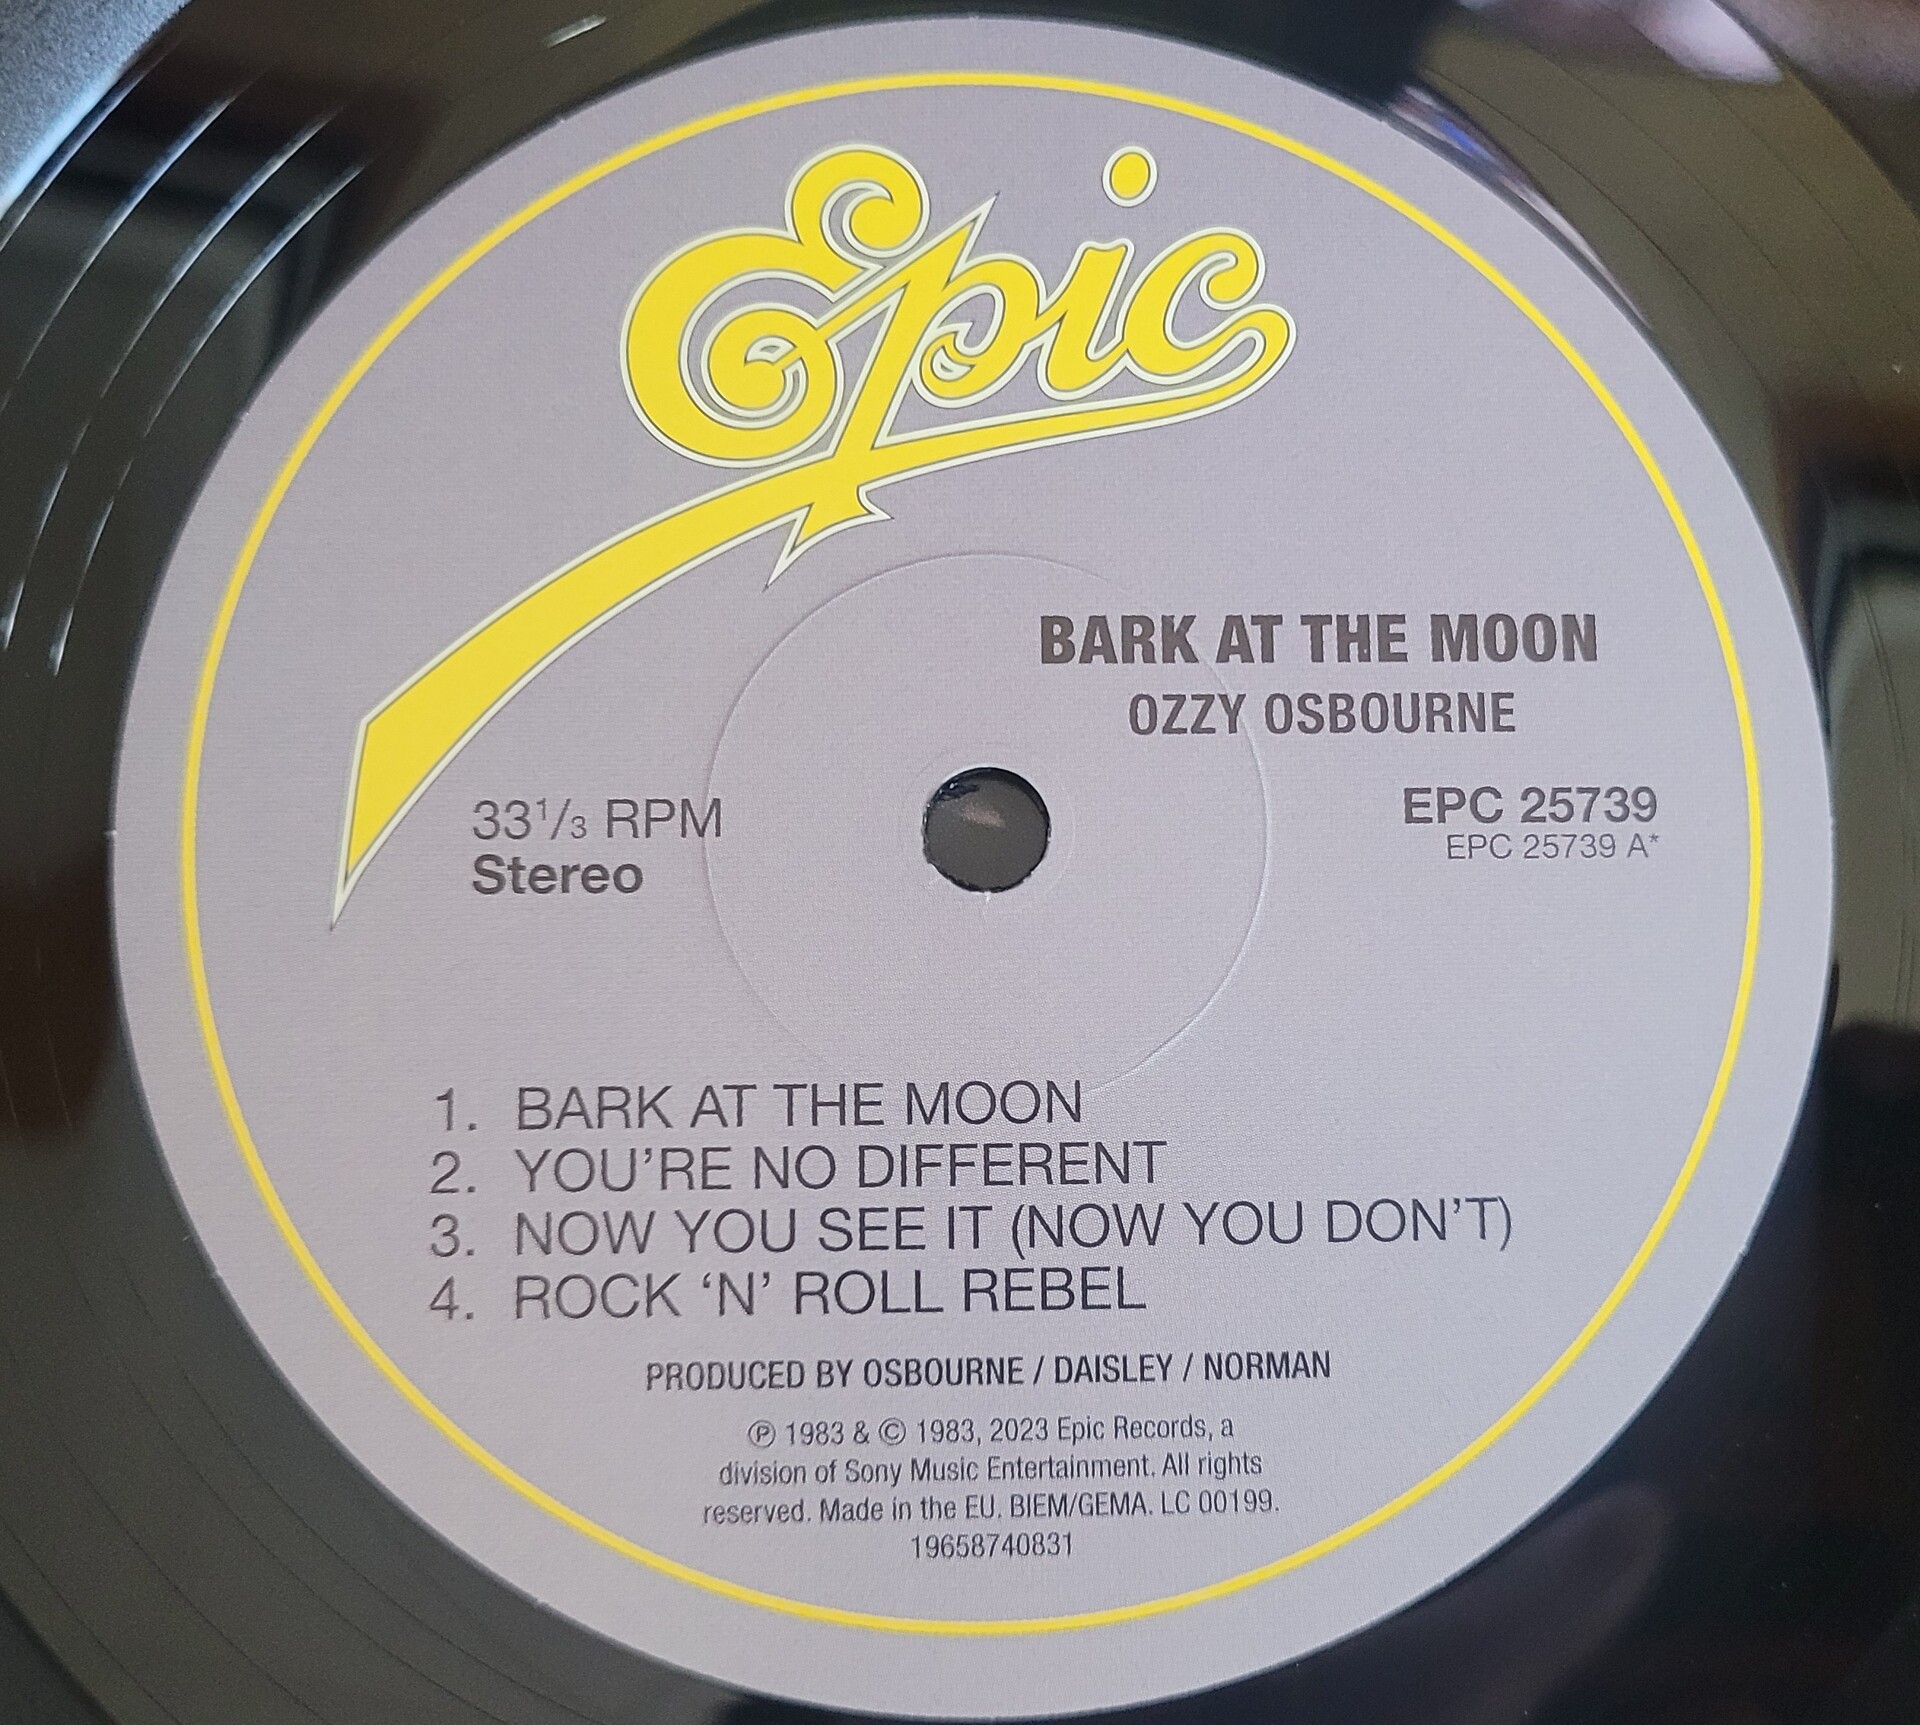 Epic
BARK AT THE MOON
OZZY OSBOURNE
33 1/3 RPM
Stereo
EPC 25739
EPC 25739 A*
1. BARK AT THE MOON
2. YOU’RE NO DIFFERENT
3. NOW YOU SEE IT (NOW YOU DON’T)
4. ROCK ‘N’ ROLL REBEL
PRODUCED BY OSBOURNE / DAISLEY / NORMAN
℗ 1983 & © 1983, 2023 Epic Records, a
division of Sony Music Entertainment. All rights
reserved. Made in the EU. BIEM/GEMA. LC 00199.
19658740831